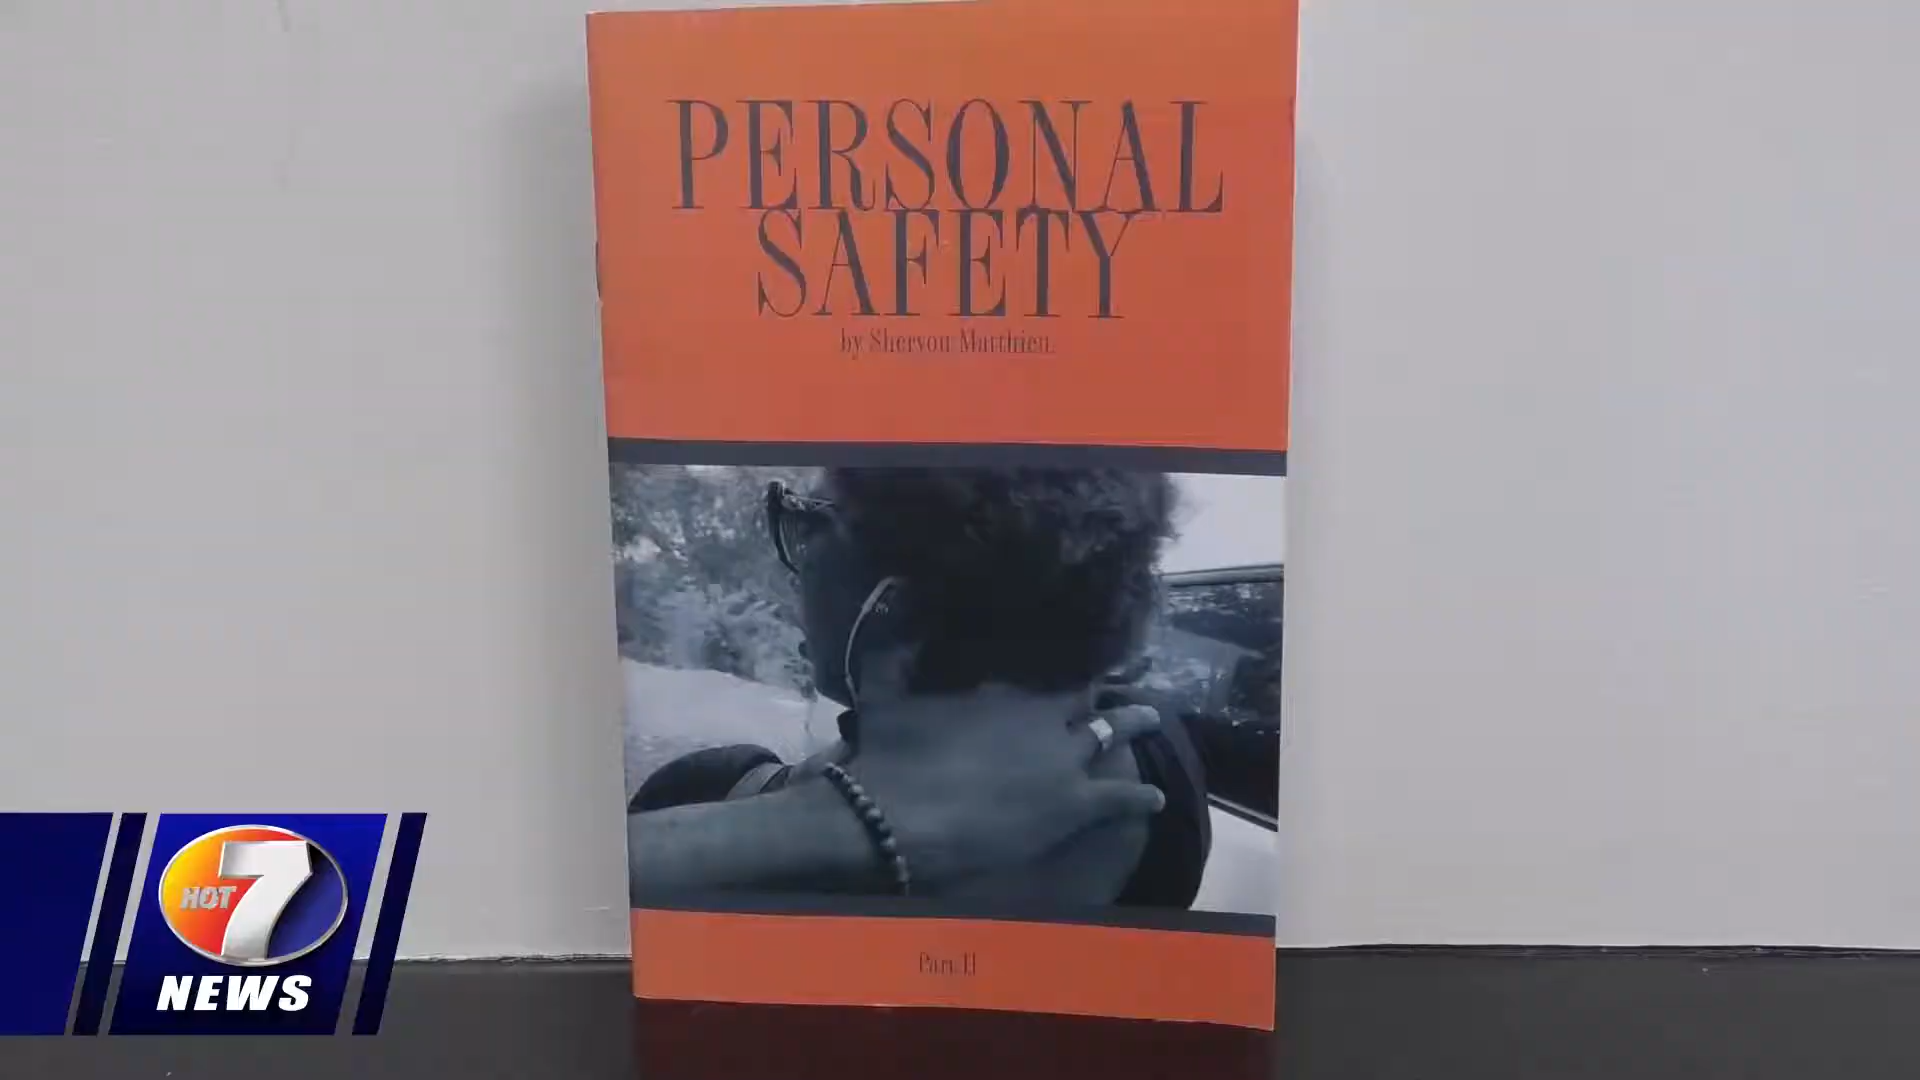 PERSONAL
SAFETY
by Shervon Matthieu.
Part II
HOT 7
NEWS